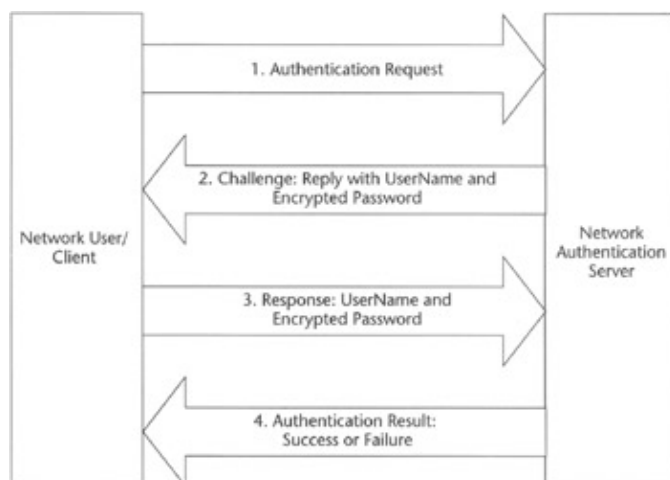 1. Authentication Request
2. Challenge: Reply with UserName and
Encrypted Password
Network User/
Client
Network
Authentication
Server
3. Response: UserName and
Encrypted Password
4. Authentication Result:
Success or Failure